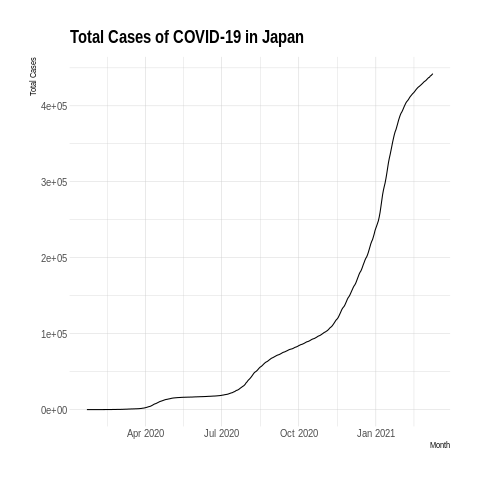 Total Cases of COVID-19 in Japan
Total Cases
4e+05
3e+05
2e+05
1e+05
0e+00
Apr 2020 Jul 2020 Oct 2020 Jan 2021
Month